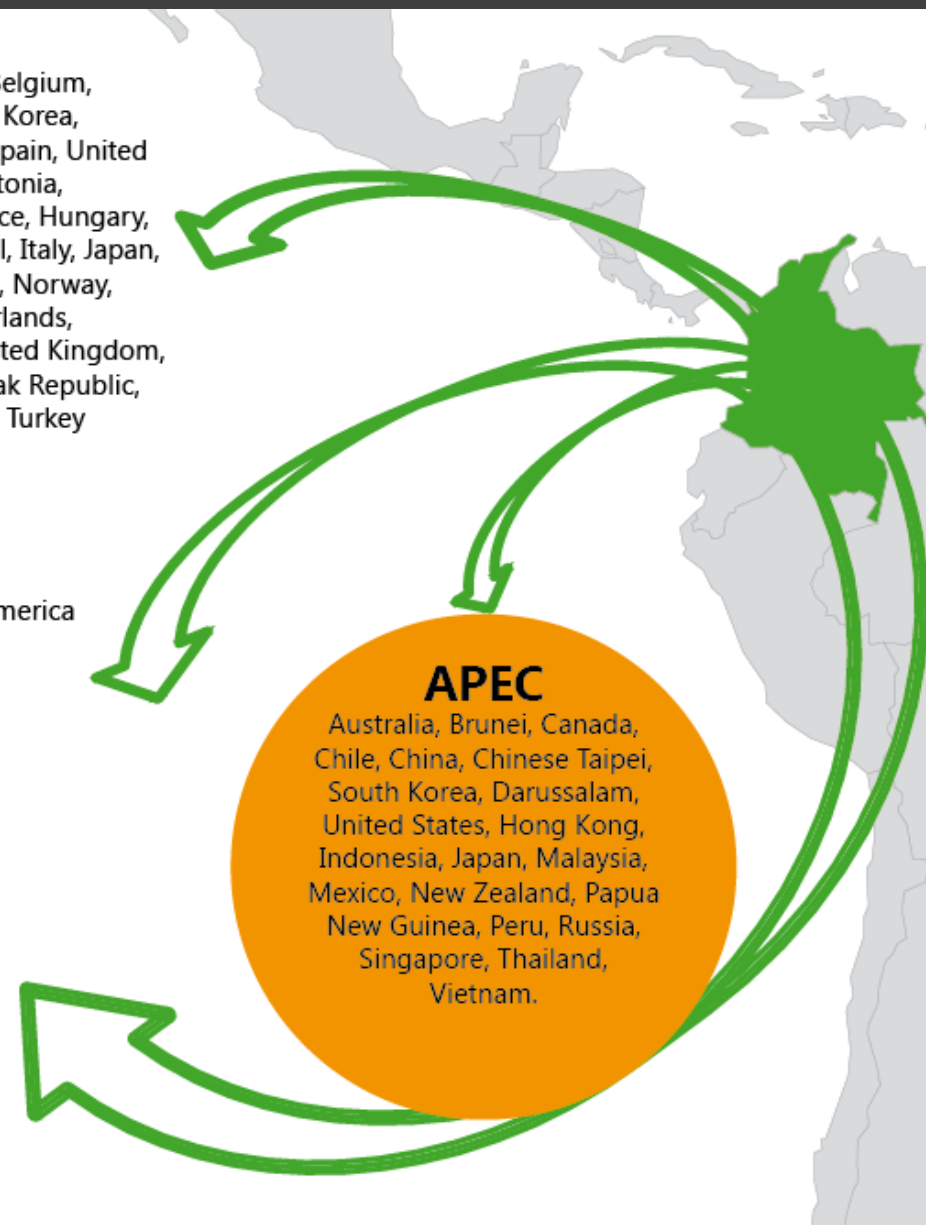 Belgium,
Korea,
pain, United
tonia,
ce, Hungary,
l, Italy, Japan,
, Norway,
rlands,
ted Kingdom,
ak Republic,
Turkey
merica
APEC
Australia, Brunei, Canada,
Chile, China, Chinese Taipei,
South Korea, Darussalam,
United States, Hong Kong,
Indonesia, Japan, Malaysia,
Mexico, New Zealand, Papua
New Guinea, Peru, Russia,
Singapore, Thailand,
Vietnam.